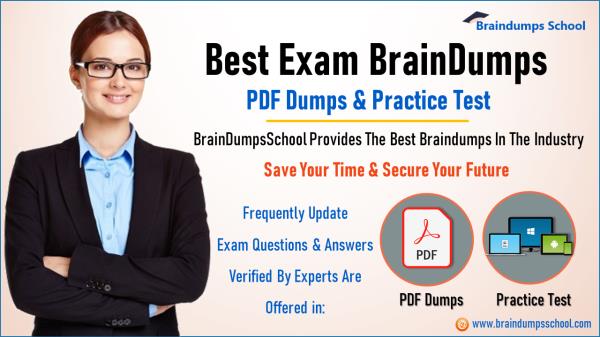 Braindumps School
Best Exam BrainDumps
PDF Dumps & Practice Test
BrainDumpsSchool Provides The Best Braindumps In The Industry
Save Your Time & Secure Your Future
Frequently Update
Exam Questions & Answers
Verified By Experts Are
Offered in:
PDF
PDF Dumps
Practice Test
www.braindumpsschool.com